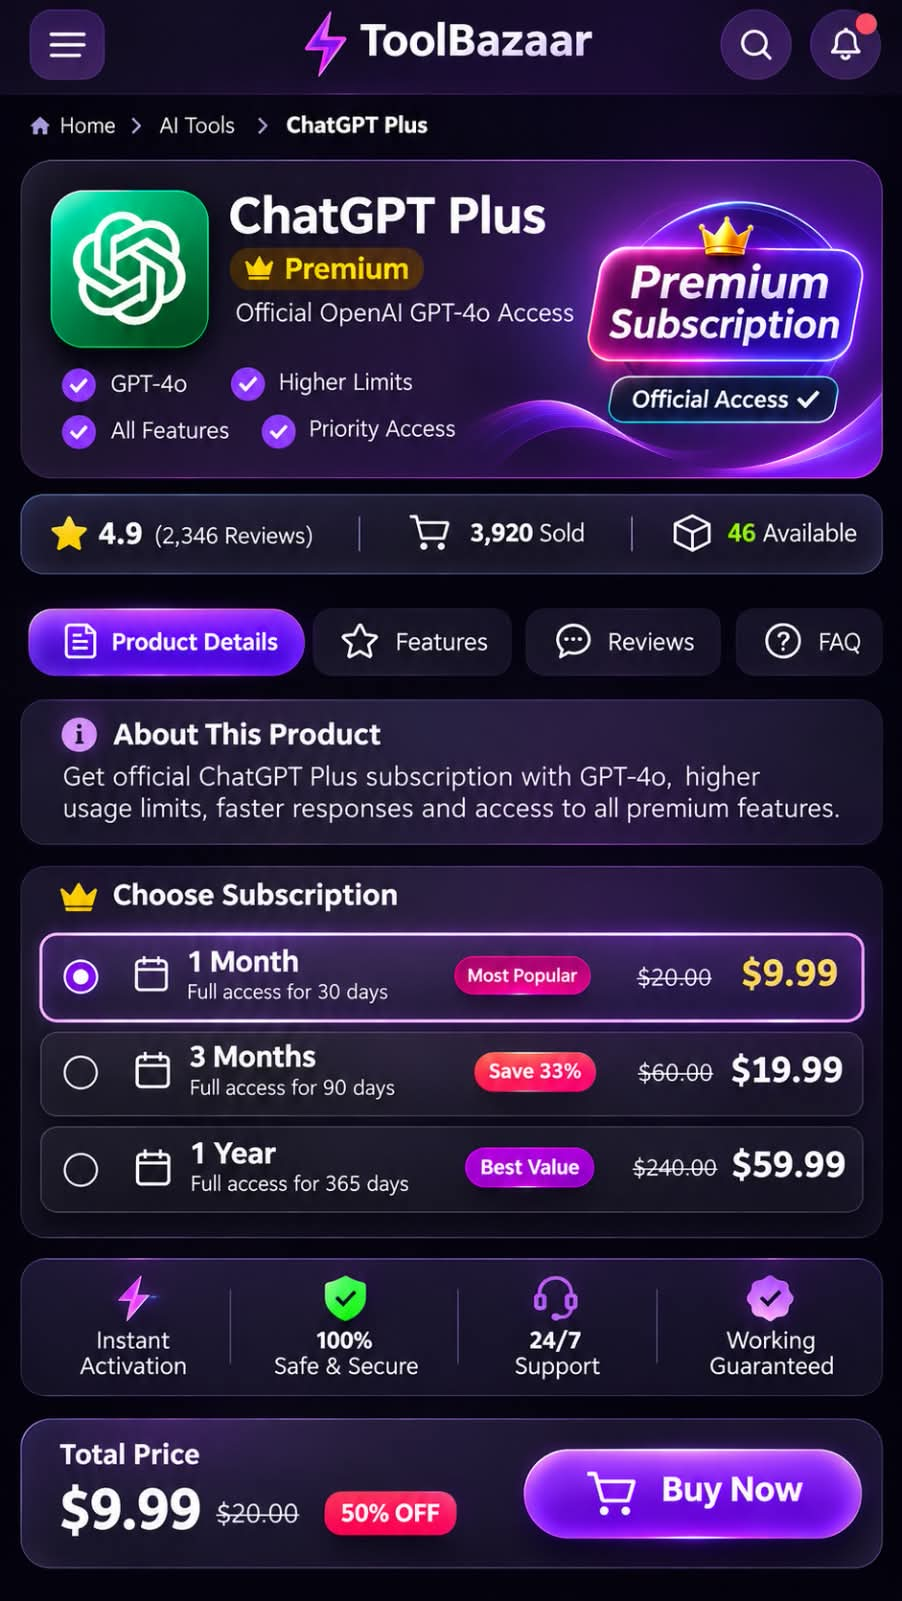 ToolBazaar
Home > AI Tools > ChatGPT Plus
ChatGPT Plus
Premium
Official OpenAI GPT-4o Access
GPT-4o
Higher Limits
All Features
Priority Access
Premium
Subscription
Official Access ✓
4.9 (2,346 Reviews)
3,920 Sold
46 Available
Product Details
Features
Reviews
FAQ
About This Product
Get official ChatGPT Plus subscription with GPT-4o, higher
usage limits, faster responses and access to all premium features.
Choose Subscription
1 Month
Full access for 30 days
Most Popular
$20.00 $9.99
3 Months
Full access for 90 days
Save 33%
$60.00 $19.99
1 Year
Full access for 365 days
Best Value
$240.00 $59.99
Instant
Activation
100%
Safe & Secure
24/7
Support
Working
Guaranteed
Total Price
$9.99 $20.00 50% OFF
Buy Now